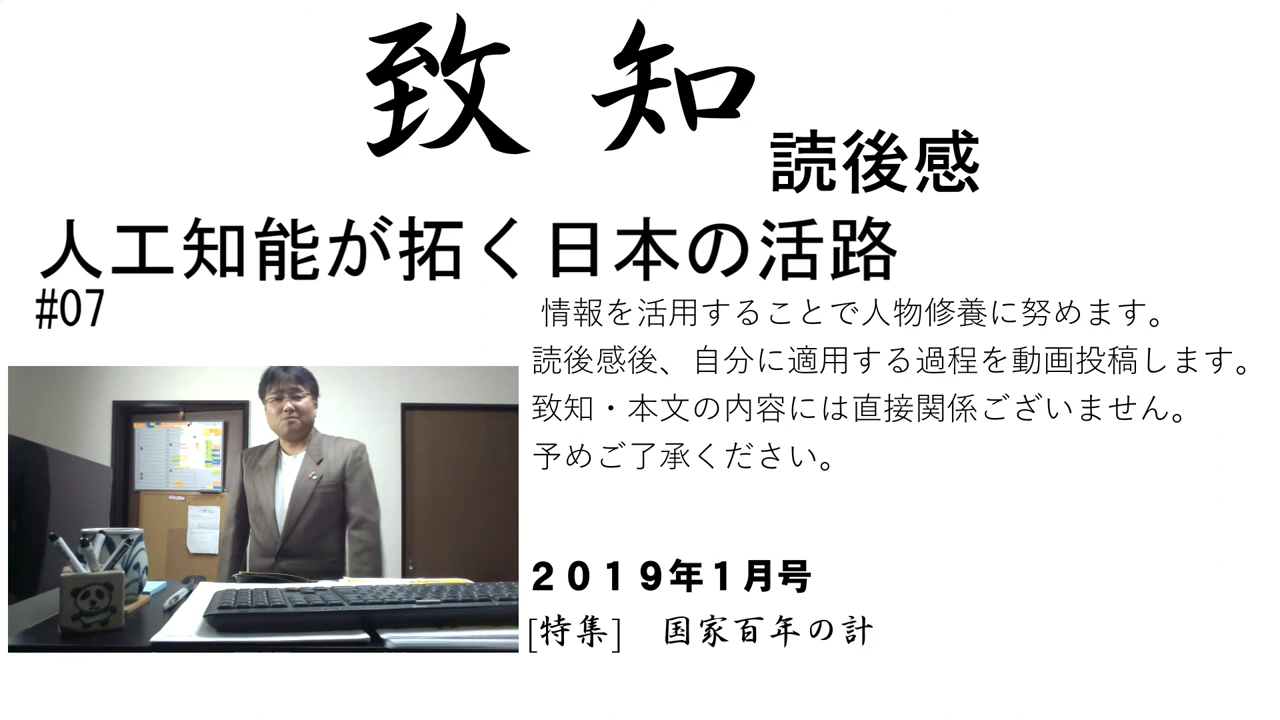 致知
読後感
人工知能が拓く日本の活路
#07
情報を活用することで人物修養に努めます。
読後感後、自分に適用する過程を動画投稿します。
致知・本文の内容には直接関係ございません。
予めご了承ください。
２０１９年１月号
[特集]　国家百年の計